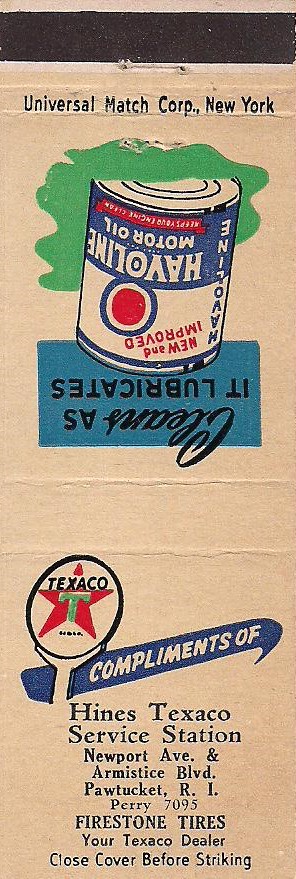 Universal Match Corp., New York
Cleans AS
IT LUBRICATES
NEW and
IMPROVED
HAVOLINE
HAVOLINE
MOTOR OIL
KEEPS YOUR ENGINE CLEAN
TEXACO
T
COMPLIMENTS OF
Hines Texaco
Service Station
Newport Ave. &
Armistice Blvd.
Pawtucket, R. I.
Perry 7095
FIRESTONE TIRES
Your Texaco Dealer
Close Cover Before Striking